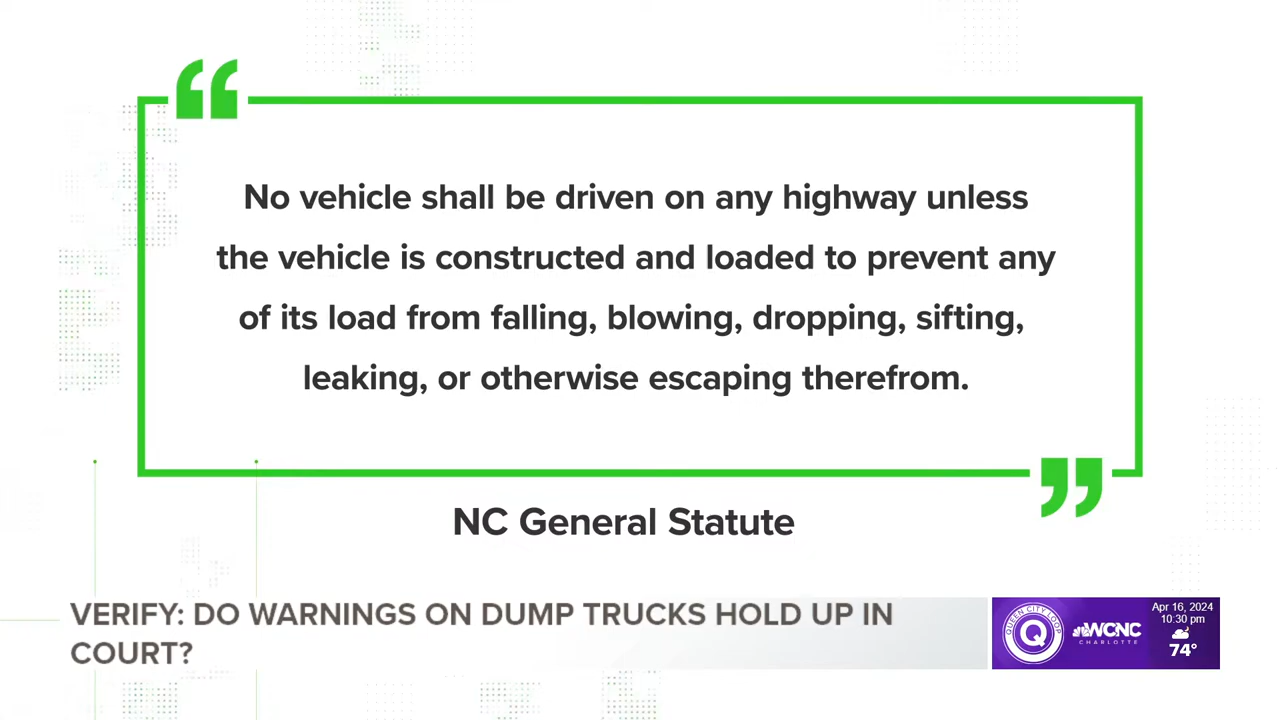 “
No vehicle shall be driven on any highway unless
the vehicle is constructed and loaded to prevent any
of its load from falling, blowing, dropping, sifting,
leaking, or otherwise escaping therefrom.
”
NC General Statute
VERIFY: DO WARNINGS ON DUMP TRUCKS HOLD UP IN
COURT?
QUEEN CITY LOOP
Q
WCNC
CHARLOTTE
Apr 16, 2024
10:30 pm
74°